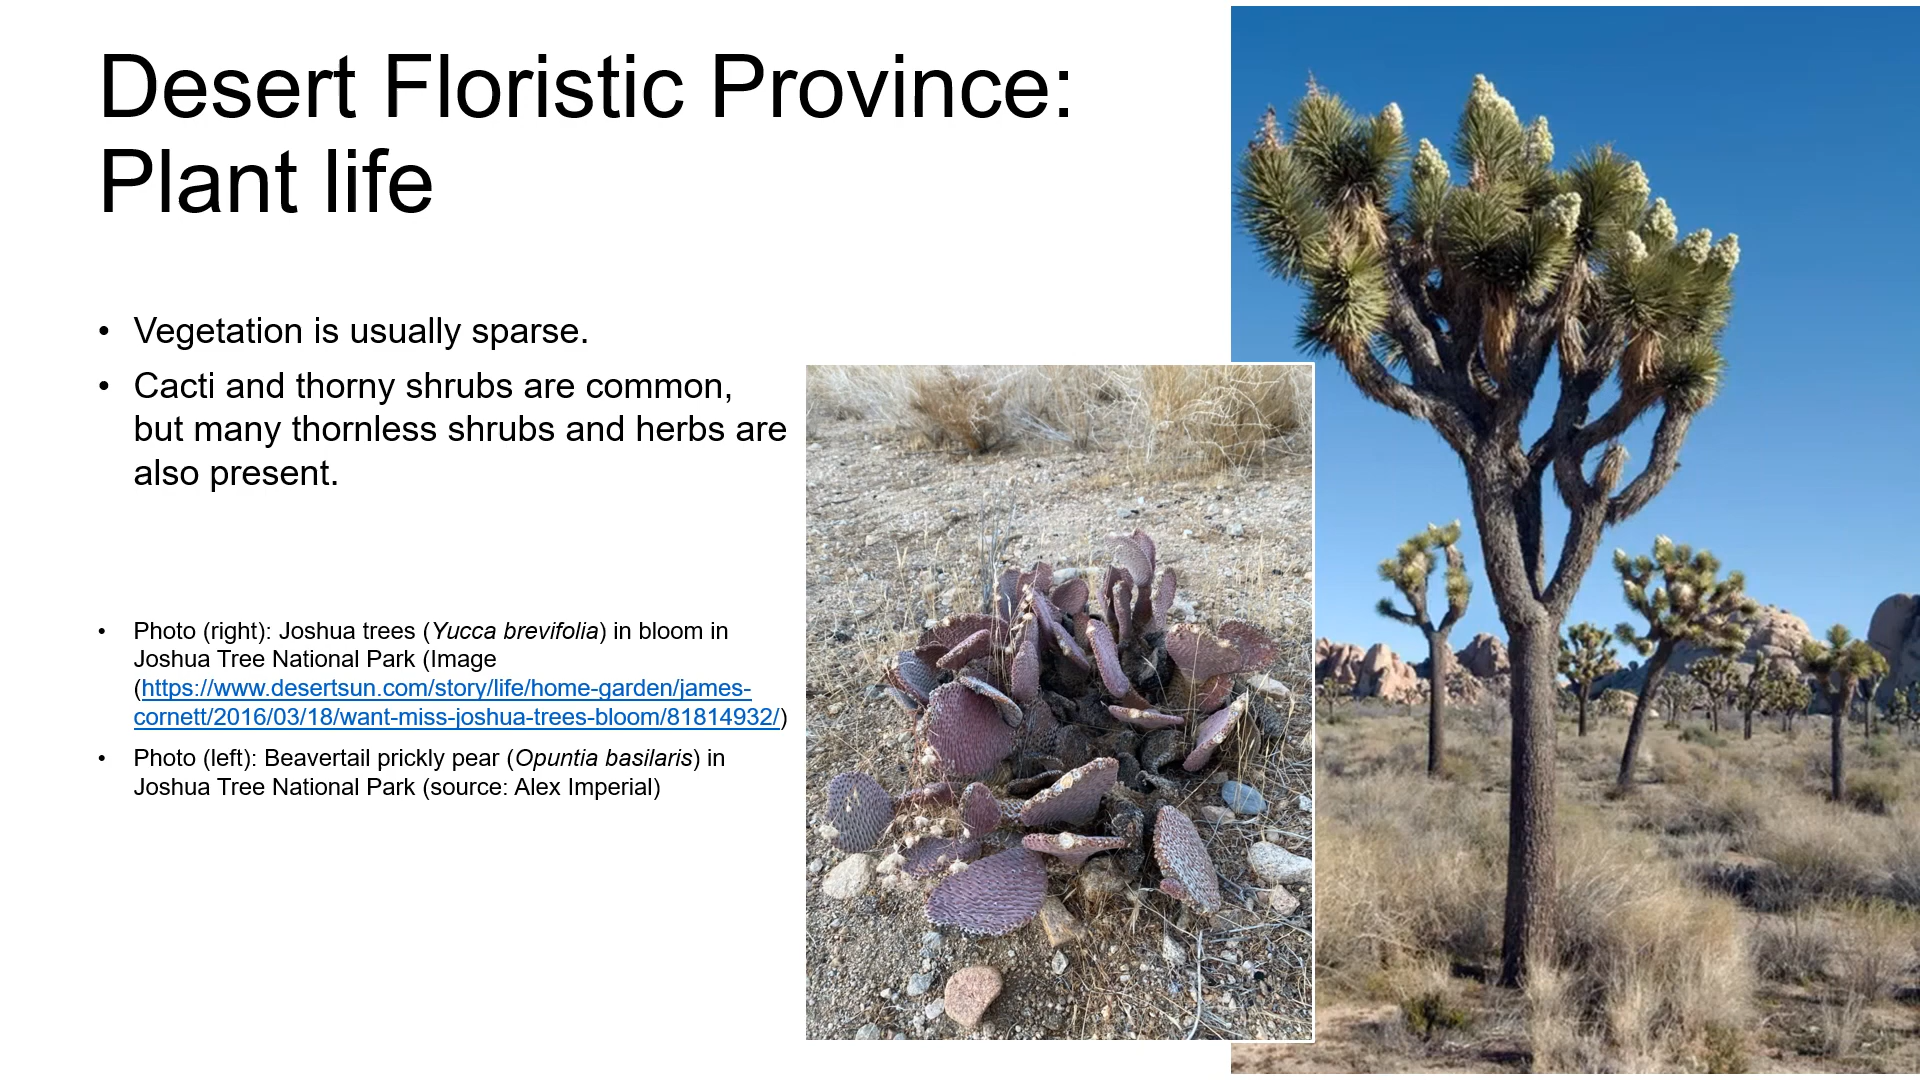 Desert Floristic Province:
Plant life
• Vegetation is usually sparse.
• Cacti and thorny shrubs are common,
but many thornless shrubs and herbs are
also present.
• Photo (right): Joshua trees (Yucca brevifolia) in bloom in
Joshua Tree National Park (Image
(https://www.desertsun.com/story/life/home-garden/james-
cornett/2016/03/18/want-miss-joshua-trees-bloom/81814932/)
• Photo (left): Beavertail prickly pear (Opuntia basilaris) in
Joshua Tree National Park (source: Alex Imperial)